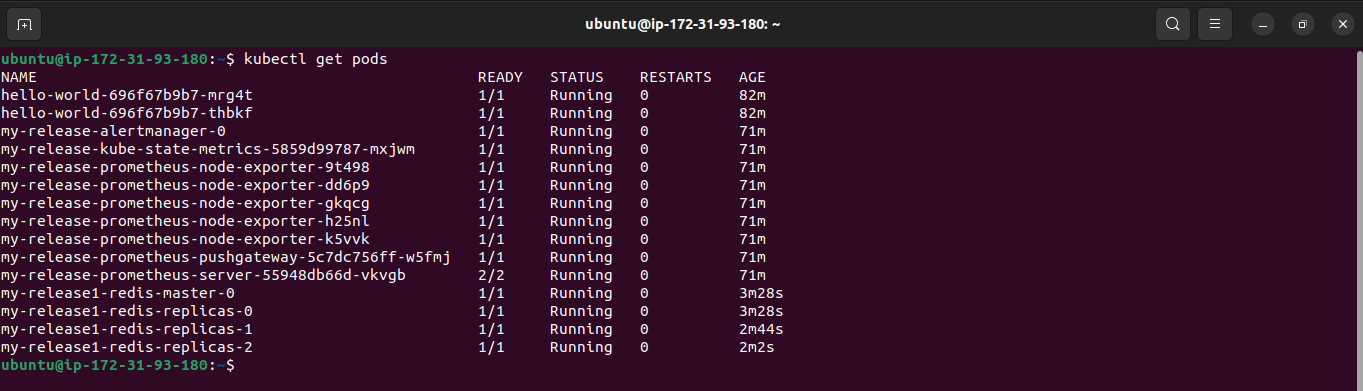 ubuntu@ip-172-31-93-180: ~
ubuntu@ip-172-31-93-180:~$ kubectl get pods
NAME READY STATUS RESTARTS AGE
hello-world-696f67b9b7-mrg4t 1/1 Running 0 82m
hello-world-696f67b9b7-thbkf 1/1 Running 0 82m
my-release-alertmanager-0 1/1 Running 0 71m
my-release-kube-state-metrics-5859d99787-mxjwm 1/1 Running 0 71m
my-release-prometheus-node-exporter-9t498 1/1 Running 0 71m
my-release-prometheus-node-exporter-dd6p9 1/1 Running 0 71m
my-release-prometheus-node-exporter-gkqcg 1/1 Running 0 71m
my-release-prometheus-node-exporter-h25nl 1/1 Running 0 71m
my-release-prometheus-node-exporter-k5vvk 1/1 Running 0 71m
my-release-prometheus-pushgateway-5c7dc756ff-w5fmj 1/1 Running 0 71m
my-release-prometheus-server-55948db66d-vkvgb 2/2 Running 0 71m
my-release1-redis-master-0 1/1 Running 0 3m28s
my-release1-redis-replicas-0 1/1 Running 0 3m28s
my-release1-redis-replicas-1 1/1 Running 0 2m44s
my-release1-redis-replicas-2 1/1 Running 0 2m2s
ubuntu@ip-172-31-93-180:~$